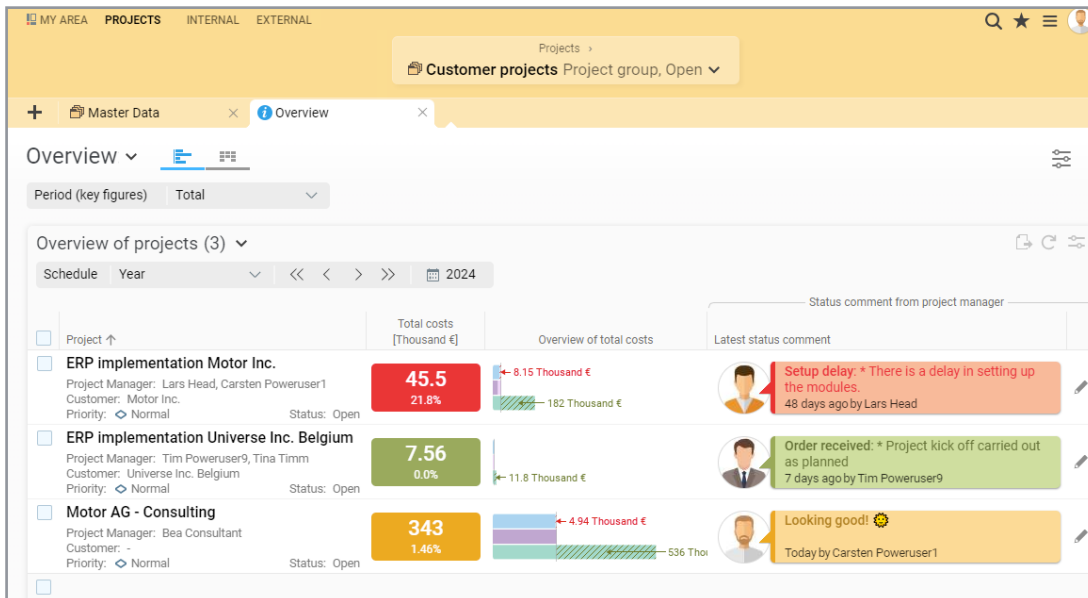 MY AREA PROJECTS INTERNAL EXTERNAL
Projects ›
Customer projects Project group, Open
Master Data
Overview
Overview
Period (key figures) Total
Overview of projects (3)
Schedule Year 2024
Status comment from project manager
Total costs
Project [Thousand €] Overview of total costs Latest status comment
ERP implementation Motor Inc.
Project Manager: Lars Head, Carsten Poweruser1
Customer: Motor Inc.
Priority: Normal Status: Open
45.5
21.8%
8.15 Thousand €
182 Thousand €
Setup delay: * There is a delay in setting up
the modules.
48 days ago by Lars Head
ERP implementation Universe Inc. Belgium
Project Manager: Tim Poweruser9, Tina Timm
Customer: Universe Inc. Belgium
Priority: Normal Status: Open
7.56
0.0%
11.8 Thousand €
Order received: * Project kick off carried out
as planned
7 days ago by Tim Poweruser9
Motor AG - Consulting
Project Manager: Bea Consultant
Customer: -
Priority: Normal Status: Open
343
1.46%
4.94 Thousand €
536 Thou
Looking good! 🌞
Today by Carsten Poweruser1